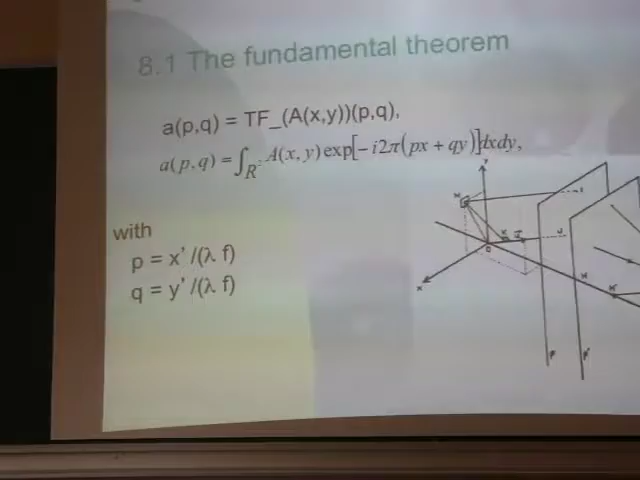 8.1 The fundamental theorem
a(p,q) = TF_(A(x,y))(p,q),
a(p,q) = ∫R² A(x,y)exp[-i2π(px + qy)]dxdy,
with
p = x'/(λ f)
q = y'/(λ f)